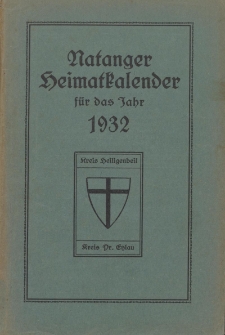 Natanger
Heimatkalender
für das Jahr
1932
Kreis Heiligenbeil
Kreis Pr. Eylau